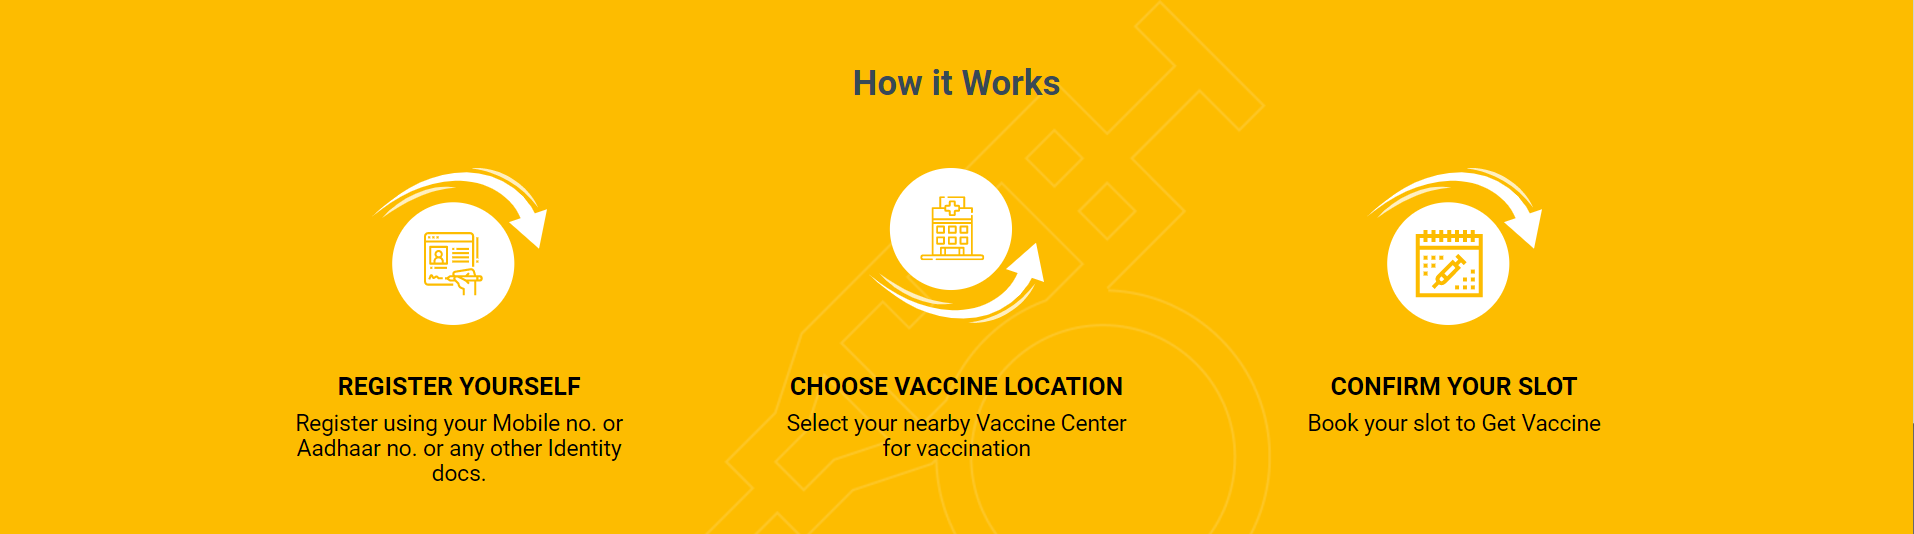 How it Works
REGISTER YOURSELF
Register using your Mobile no. or
Aadhaar no. or any other Identity
docs.
CHOOSE VACCINE LOCATION
Select your nearby Vaccine Center
for vaccination
CONFIRM YOUR SLOT
Book your slot to Get Vaccine